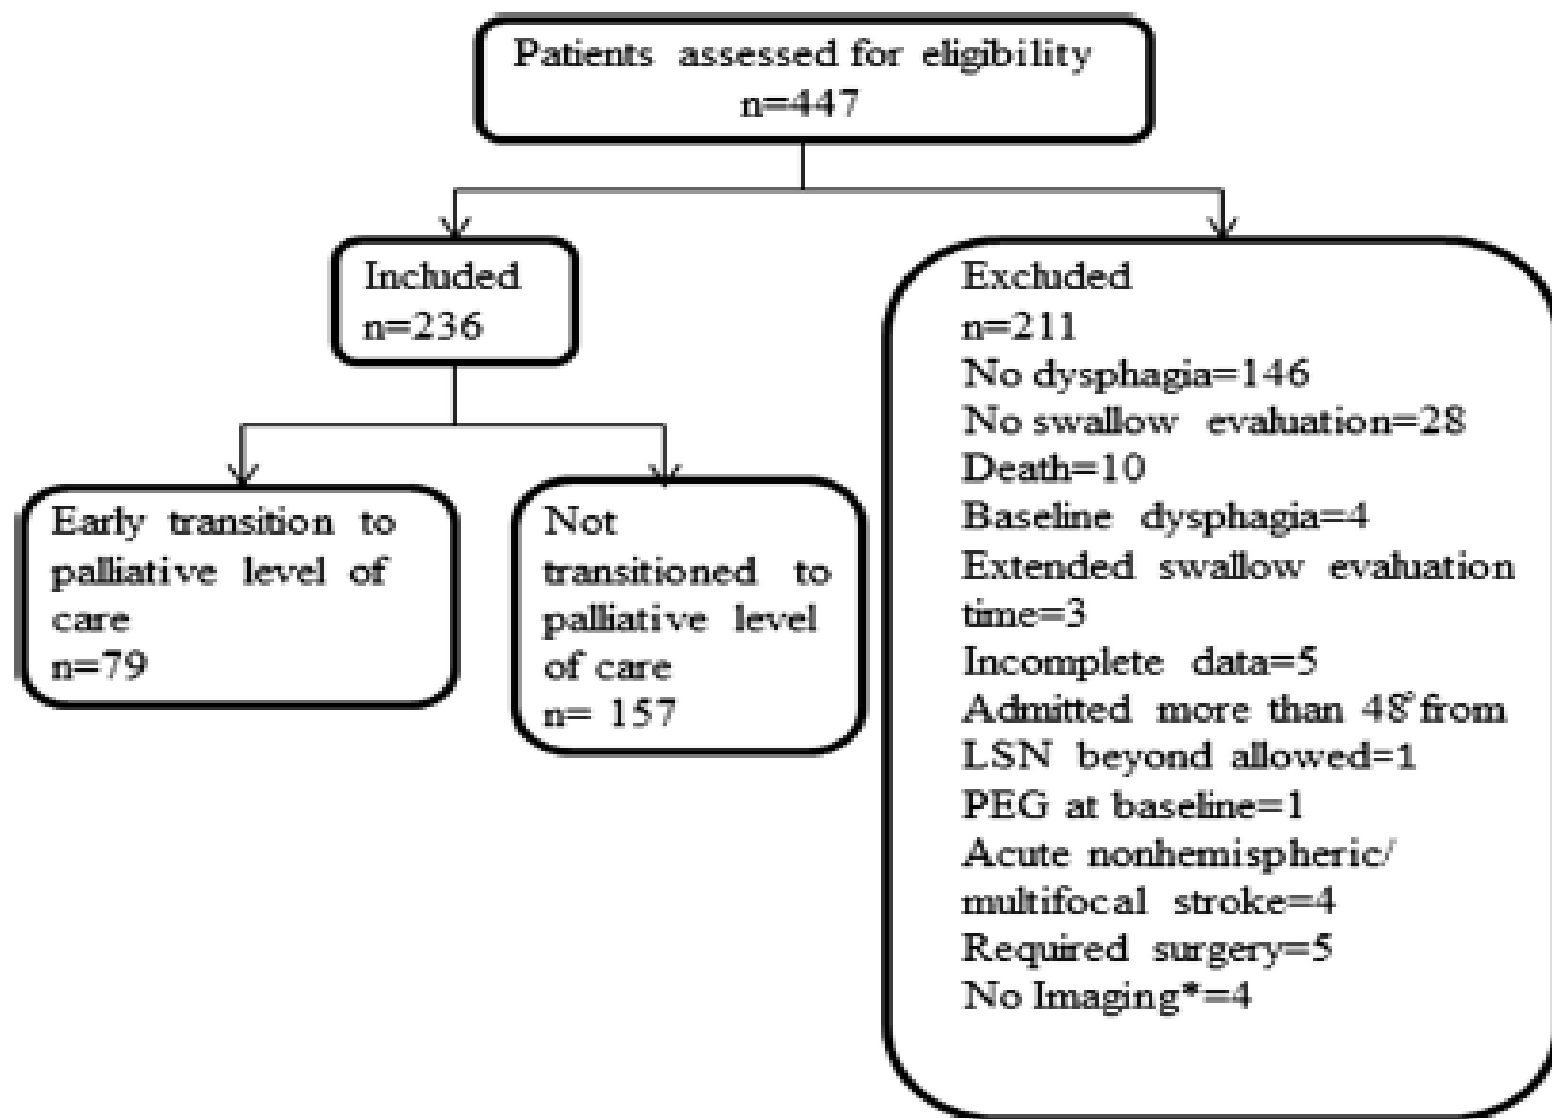 Patients assessed for eligibility
n=447
Included
n=236
Early transition to
palliative level of
care
n=79
Not
transitioned to
palliative level
of care
n= 157
Excluded
n=211
No dysphagia=146
No swallow evaluation=28
Death=10
Baseline dysphagia=4
Extended swallow evaluation
time=3
Incomplete data=5
Admitted more than 48° from
LSN beyond allowed=1
PEG at baseline=1
Acute nonhemispheric/
multifocal stroke=4
Required surgery=5
No Imaging*=4